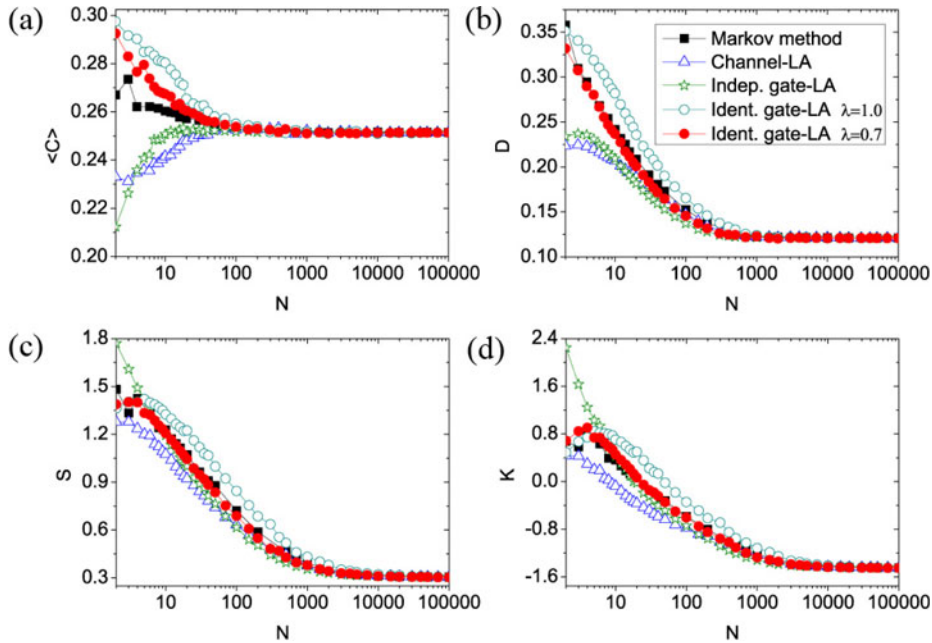 (a)
0.30
0.28
0.26
0.24
0.22
0.20
<C>
10 100 1000 10000 100000
N
(b)
0.35
0.30
0.25
0.20
0.15
0.10
D
Markov method
Channel-LA
Indep. gate-LA
Ident. gate-LA λ=1.0
Ident. gate-LA λ=0.7
10 100 1000 10000 100000
N
(c)
1.8
1.5
1.2
0.9
0.6
0.3
S
10 100 1000 10000 100000
N
(d)
2.4
1.6
0.8
0.0
-0.8
-1.6
K
10 100 1000 10000 100000
N